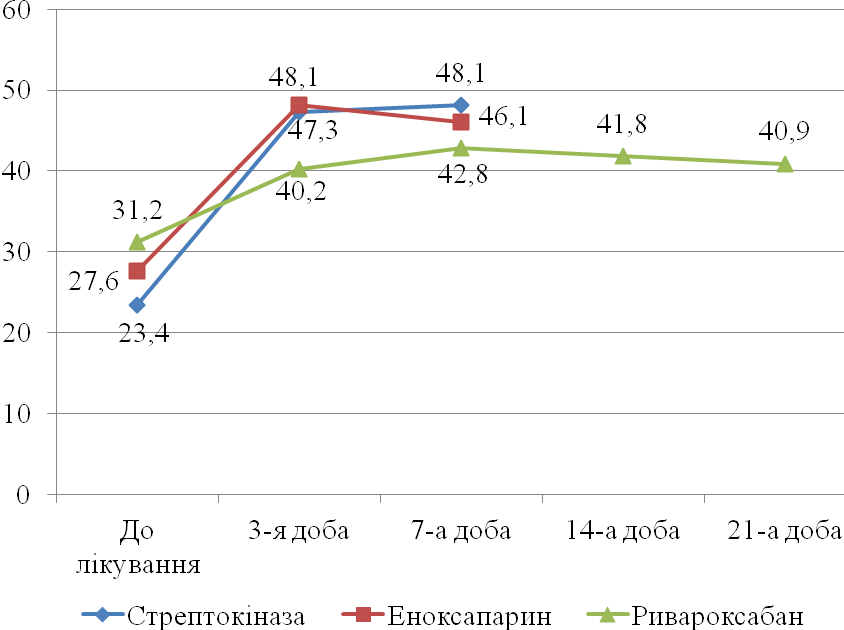 60
50
40
30
20
10
0
48,1
48,1
47,3
46,1
41,8
40,9
40,2
42,8
31,2
27,6
23,4
До
лікування
3-я доба
7-а доба
14-а доба
21-а доба
Стрептокіназа
Еноксапарин
Ривароксабан